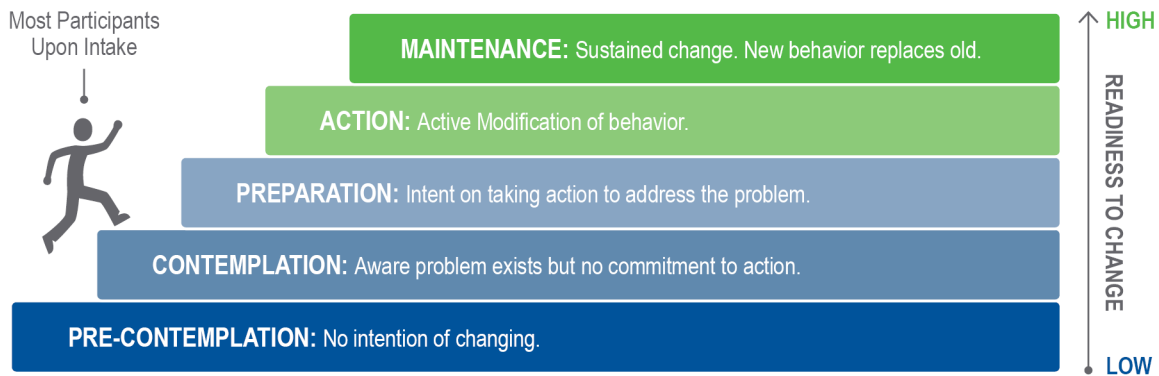 Most Participants
Upon Intake
MAINTENANCE: Sustained change. New behavior replaces old.
ACTION: Active Modification of behavior.
PREPARATION: Intent on taking action to address the problem.
CONTEMPLATION: Aware problem exists but no commitment to action.
PRE-CONTEMPLATION: No intention of changing.
HIGH
READINESS TO CHANGE
LOW